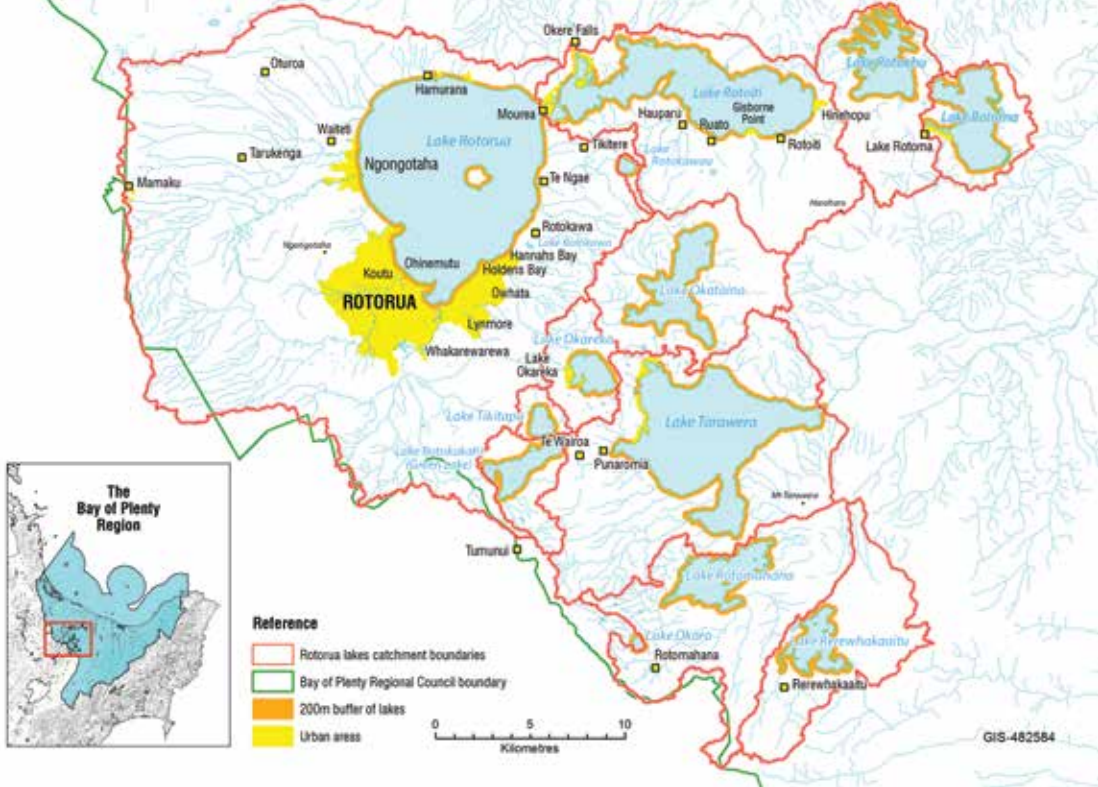 Okere Falls
Oturoa
Hamurana
Lake Rotoehu
Lake Rotoiti
Mourea
Hauparu
Gisborne
Point
Ruato
Hinehopu
Lake Rotoma
Waiteti
Lake Rotorua
Tarukenga
Tikitere
Rotoiti
Lake Rotoma
Ngongotaha
Lake
Rotokawau
Mamaku
Te Ngae
Rotokawa
Lake Rotokawa
Ngongotaha
Hannahs Bay
Ohinemutu
Holdens Bay
Koutu
Owhata
Lake Okataina
ROTORUA
Lynmore
Lake Okareka
Whakarewarewa
Lake
Okareka
Lake Tikitapu
Lake Tarawera
Te Wairoa
Lake Rotokakahi
(Green Lake)
Punaromia
Mt Tarawera
The
Bay of Plenty
Region
Tumunui
Lake Rotomahana
Lake Okaro
Lake Rerewhakaaitu
Rotomahana
Rerewhakaaitu
Reference
Rotorua lakes catchment boundaries
Bay of Plenty Regional Council boundary
200m buffer of lakes
Urban areas
0 5 10
Kilometres
GIS-482584